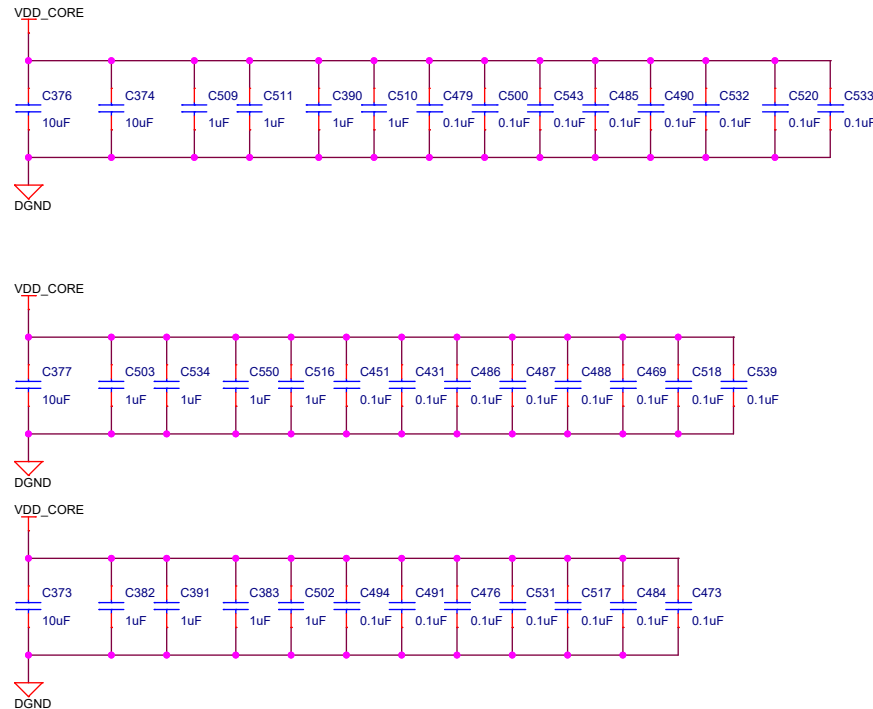 VDD_CORE
C376 C374 C509 C511 C390 C510 C479 C500 C543 C485 C490 C532 C520 C533
10uF 10uF 1uF 1uF 1uF 1uF 0.1uF 0.1uF 0.1uF 0.1uF 0.1uF 0.1uF 0.1uF 0.1uF
DGND
VDD_CORE
C377 C503 C534 C550 C516 C451 C431 C486 C487 C488 C469 C518 C539
10uF 1uF 1uF 1uF 1uF 0.1uF 0.1uF 0.1uF 0.1uF 0.1uF 0.1uF 0.1uF 0.1uF
DGND
VDD_CORE
C373 C382 C391 C383 C502 C494 C491 C476 C531 C517 C484 C473
10uF 1uF 1uF 1uF 1uF 0.1uF 0.1uF 0.1uF 0.1uF 0.1uF 0.1uF 0.1uF
DGND